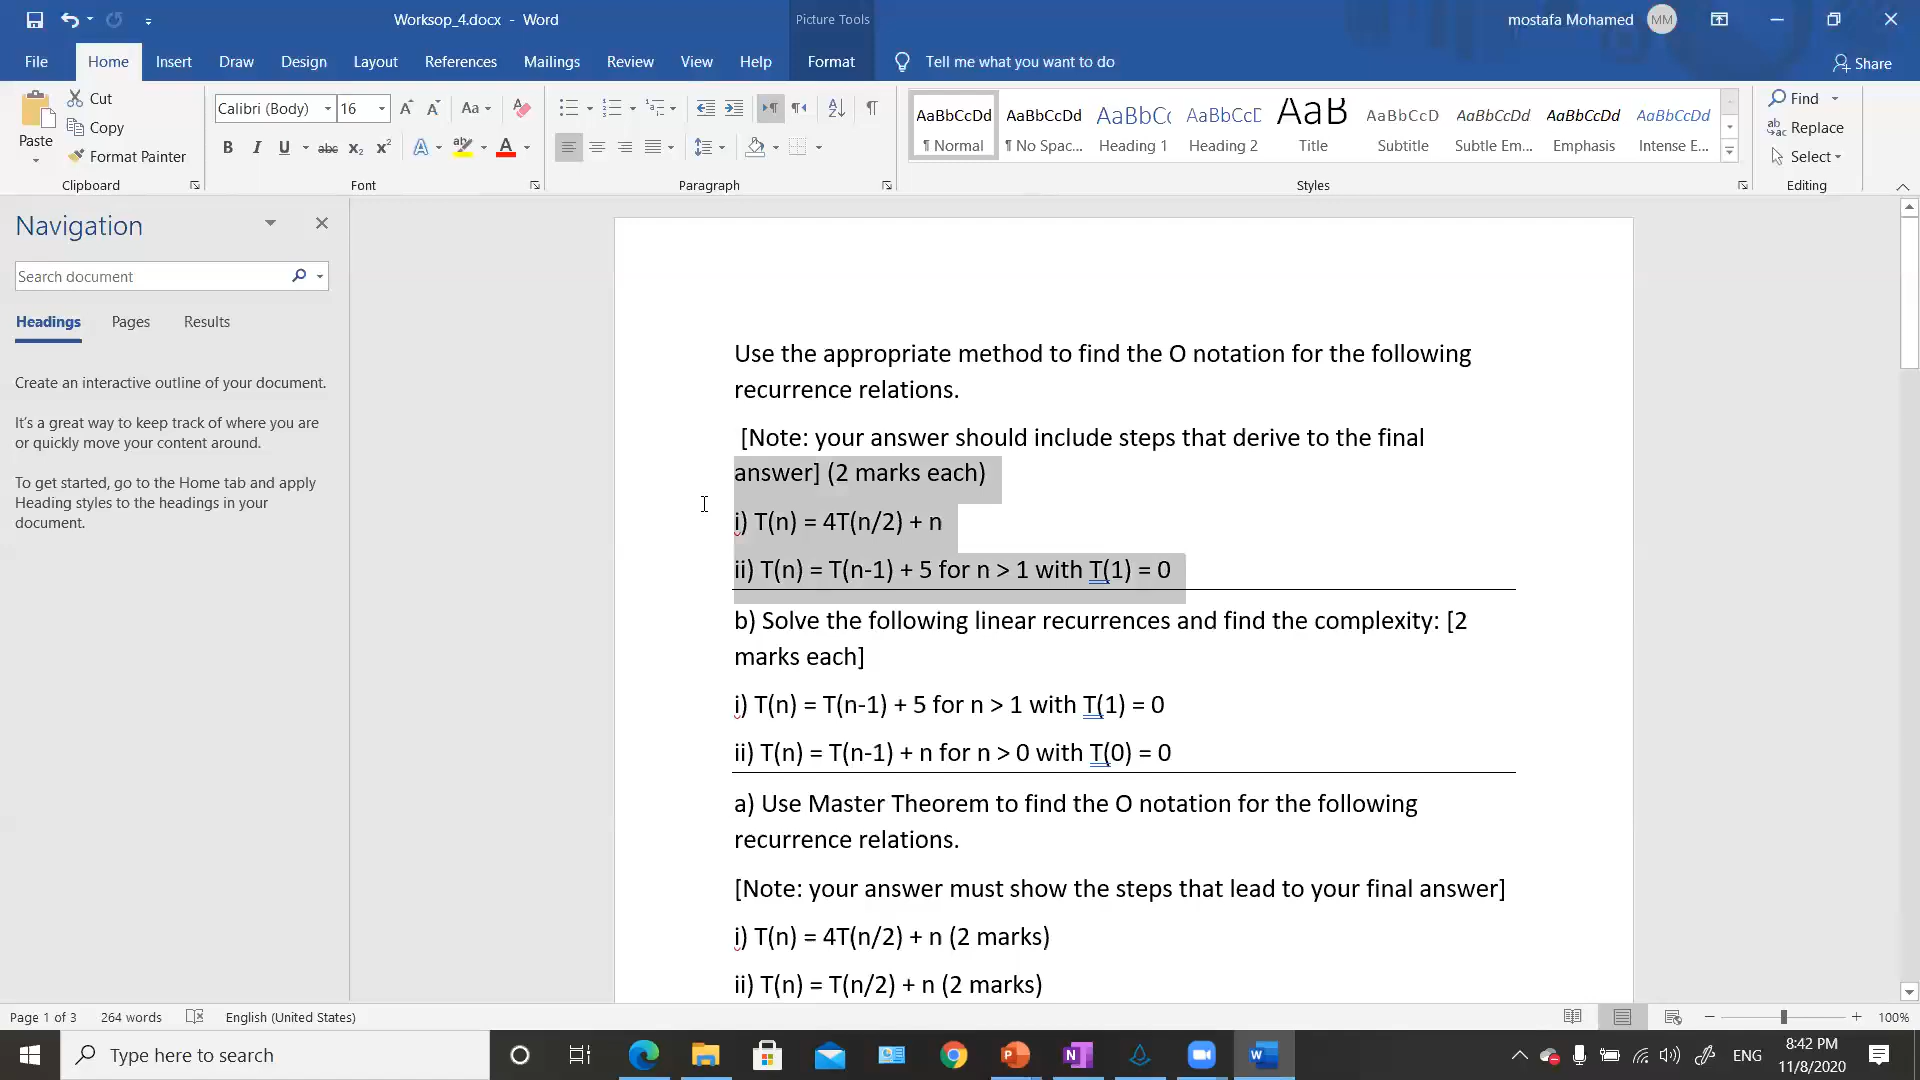 Worksop_4.docx - Word
Picture Tools
mostafa Mohamed
MM
File
Home
Insert
Draw
Design
Layout
References
Mailings
Review
View
Help
Format
Tell me what you want to do
Share
Paste
Cut
Copy
Format Painter
Clipboard
Calibri (Body)
16
Aa
B I U abc x₂ x²
Font
Paragraph
AaBbCcDd
¶ Normal
AaBbCcDd
¶ No Spac...
AaBbCc
Heading 1
AaBbCcE
Heading 2
AaB
Title
AaBbCcD
Subtitle
AaBbCcDd
Subtle Em...
AaBbCcDd
Emphasis
AaBbCcDd
Intense E...
Styles
Find
Replace
Select
Editing
Navigation
Search document
Headings
Pages
Results
Create an interactive outline of your document.
It's a great way to keep track of where you are
or quickly move your content around.
To get started, go to the Home tab and apply
Heading styles to the headings in your
document.
Use the appropriate method to find the O notation for the following
recurrence relations.
[Note: your answer should include steps that derive to the final
answer] (2 marks each)
i) T(n) = 4T(n/2) + n
ii) T(n) = T(n-1) + 5 for n > 1 with T(1) = 0
b) Solve the following linear recurrences and find the complexity: [2
marks each]
i) T(n) = T(n-1) + 5 for n > 1 with T(1) = 0
ii) T(n) = T(n-1) + n for n > 0 with T(0) = 0
a) Use Master Theorem to find the O notation for the following
recurrence relations.
[Note: your answer must show the steps that lead to your final answer]
i) T(n) = 4T(n/2) + n (2 marks)
ii) T(n) = T(n/2) + n (2 marks)
Page 1 of 3
264 words
English (United States)
100%
Type here to search
ENG
8:42 PM
11/8/2020